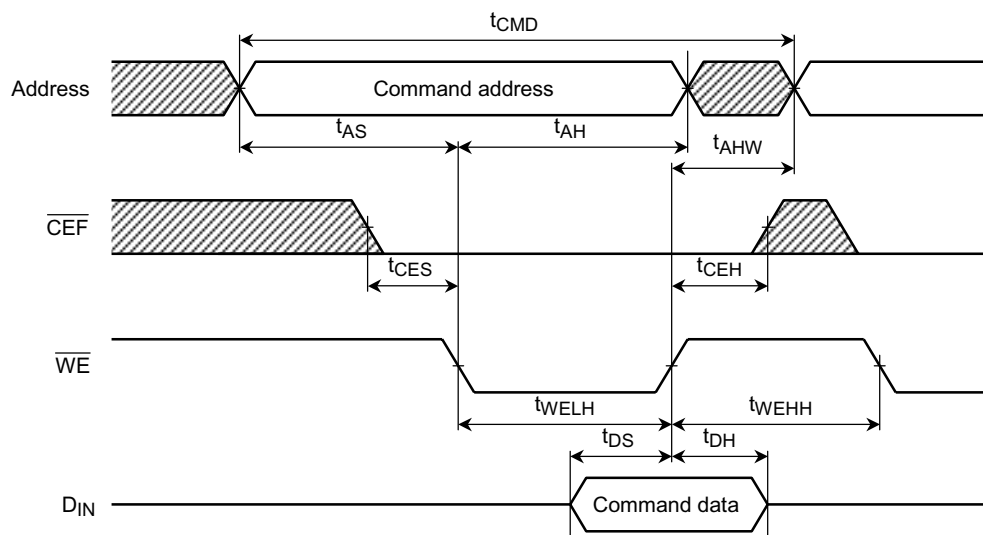 tCMD
Address
Command address
tAS
tAH
tAHW
CEF
tCES
tCEH
WE
tWELH
tWEHH
tDS
tDH
DIN
Command data